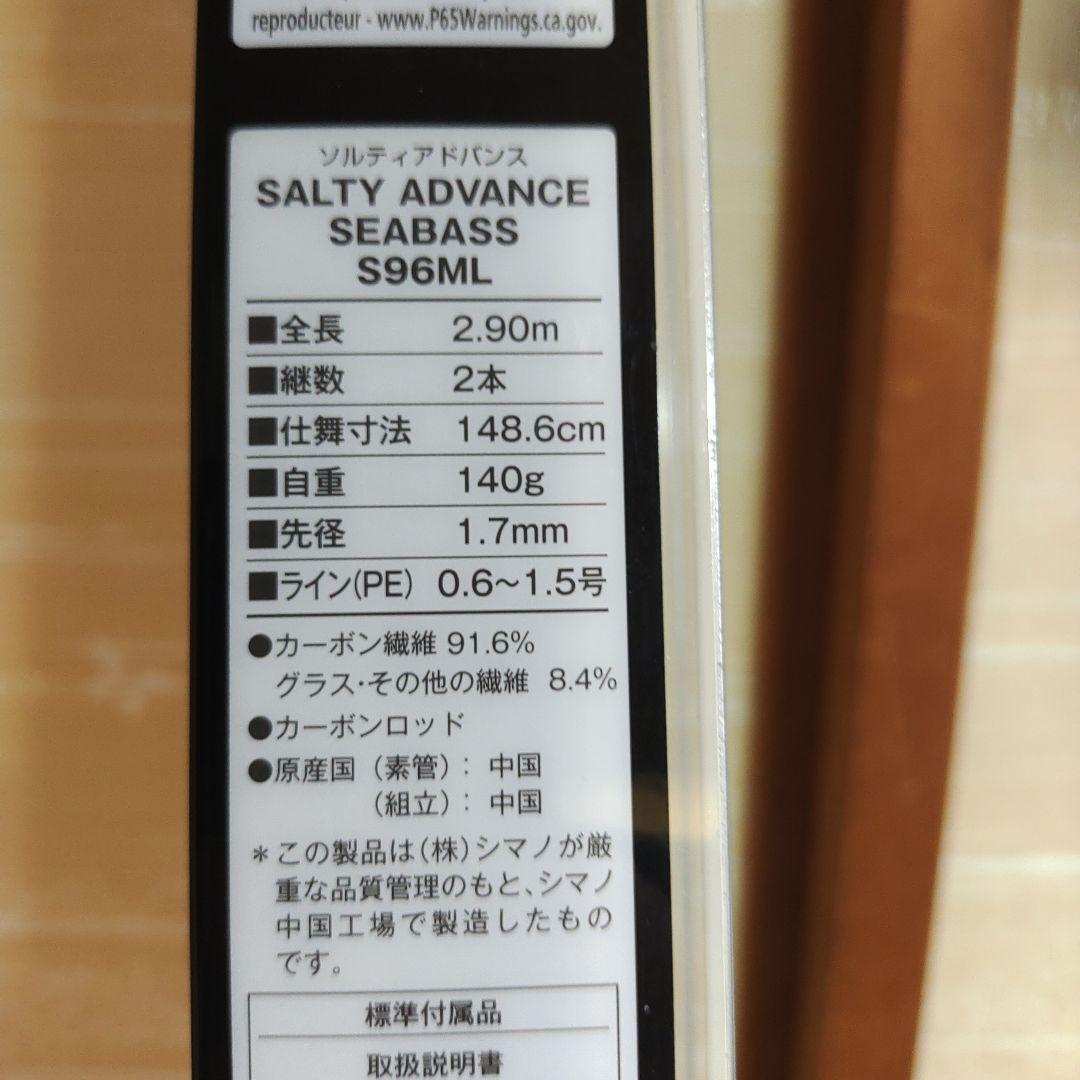 reproducteur - www.P65Warnings.ca.gov.
ソルティアドバンス
SALTY ADVANCE
SEABASS
S96ML
■全長 2.90m
■継数 2本
■仕舞寸法 148.6cm
■自重 140g
■先径 1.7mm
■ライン(PE) 0.6～1.5号
●カーボン繊維 91.6%
グラス・その他の繊維 8.4%
●カーボンロッド
●原産国（素管）：中国
（組立）：中国
＊この製品は（株）シマノが厳
重な品質管理のもと、シマノ
中国工場で製造したもの
です。
標準付属品
取扱説明書